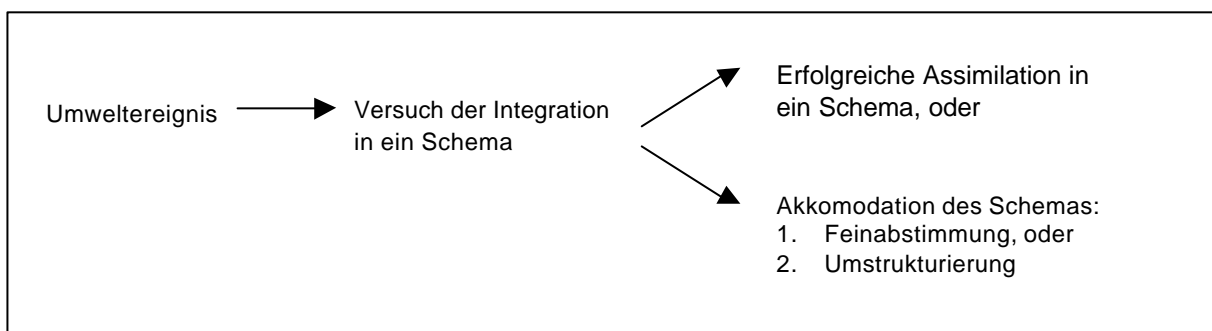 Umweltereignis
Versuch der Integration
in ein Schema
Erfolgreiche Assimilation in
ein Schema, oder
Akkomodation des Schemas:
1. Feinabstimmung, oder
2. Umstrukturierung